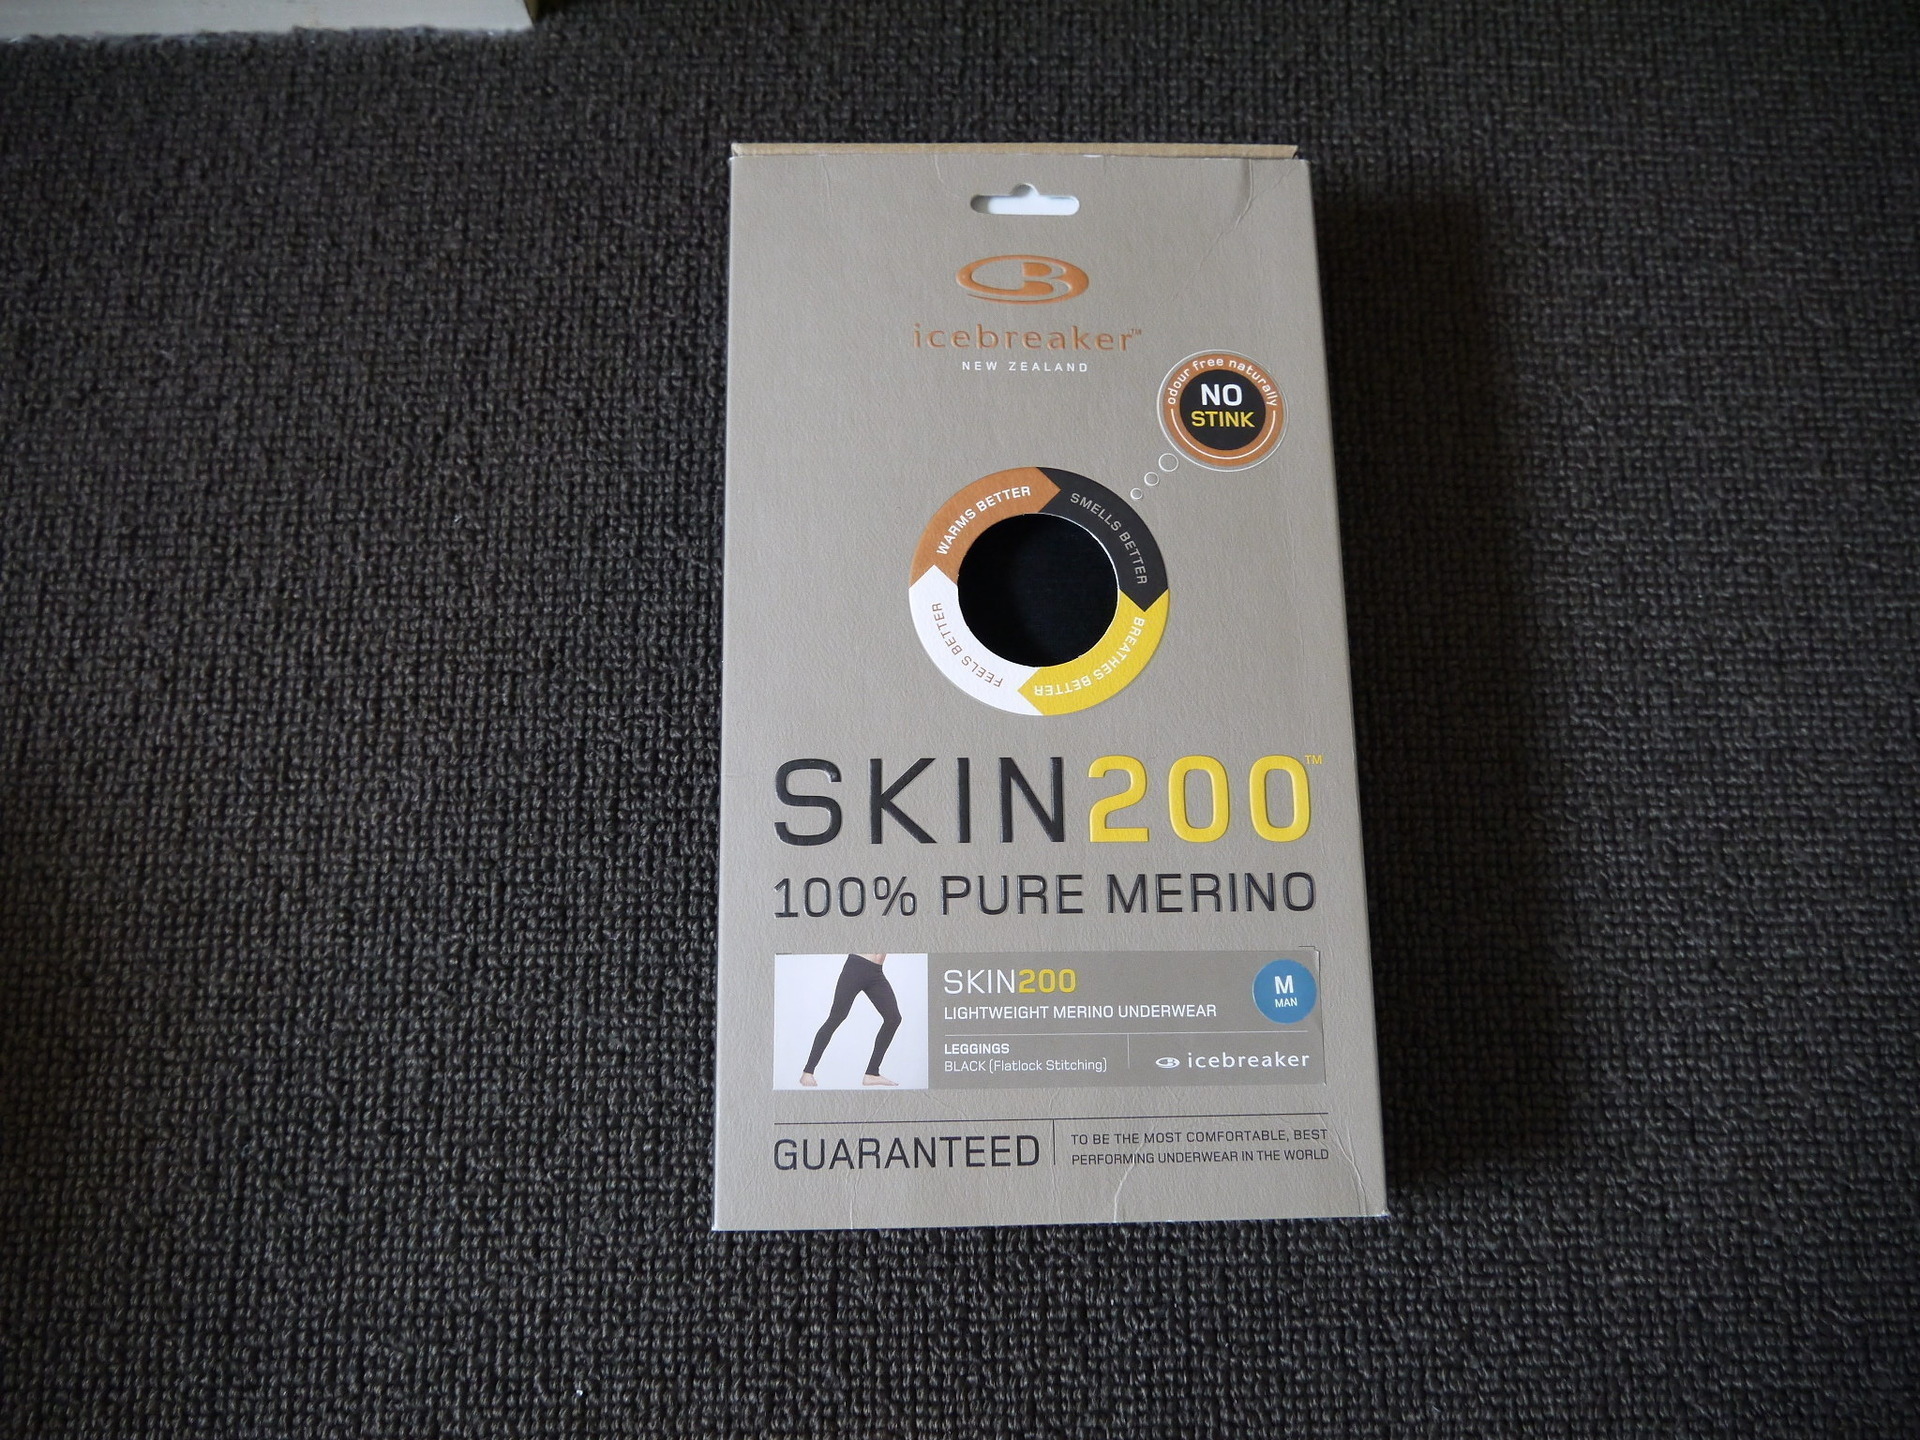 icebreaker™
NEW ZEALAND
odour free naturally
NO
STINK
WARMS BETTER
SMELLS BETTER
BREATHES BETTER
FEELS BETTER
SKIN200™
100% PURE MERINO
SKIN200
LIGHTWEIGHT MERINO UNDERWEAR
M
MAN
LEGGINGS
BLACK (Flatlock Stitching)
icebreaker
GUARANTEED
TO BE THE MOST COMFORTABLE, BEST
PERFORMING UNDERWEAR IN THE WORLD